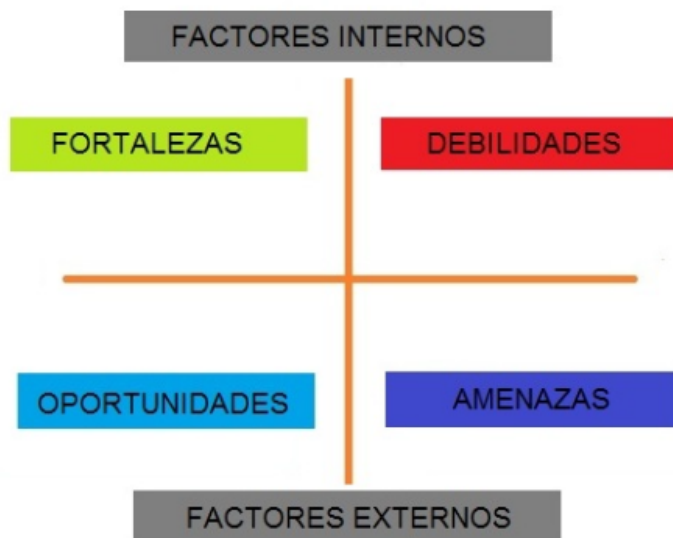 FACTORES INTERNOS
FORTALEZAS
DEBILIDADES
OPORTUNIDADES
AMENAZAS
FACTORES EXTERNOS